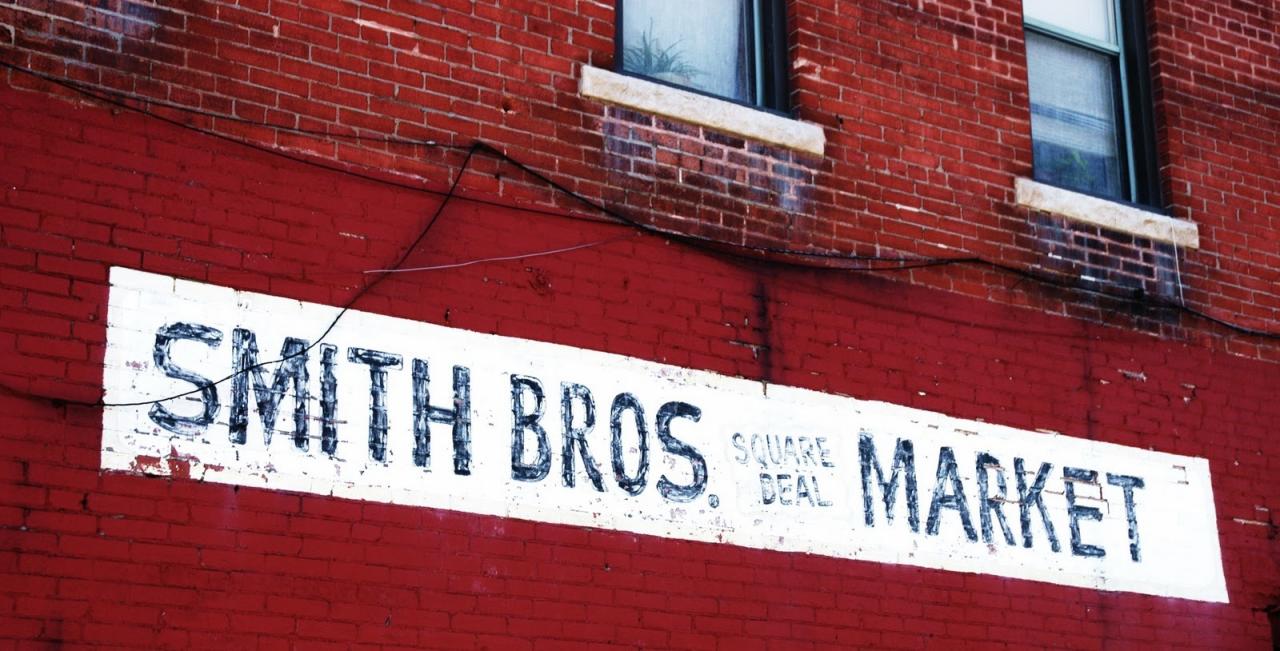 SMITH BROS. SQUARE DEAL MARKET